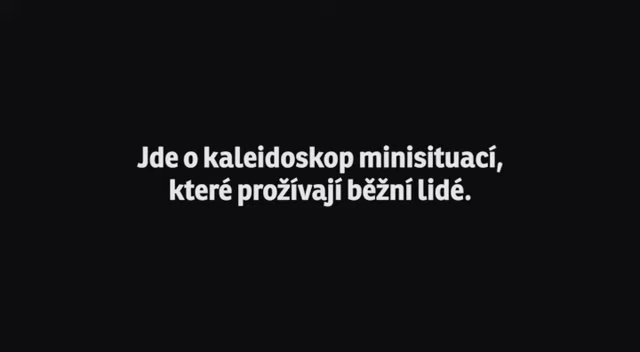 Jde o kaleidoskop minisituací,
které prožívají běžní lidé.